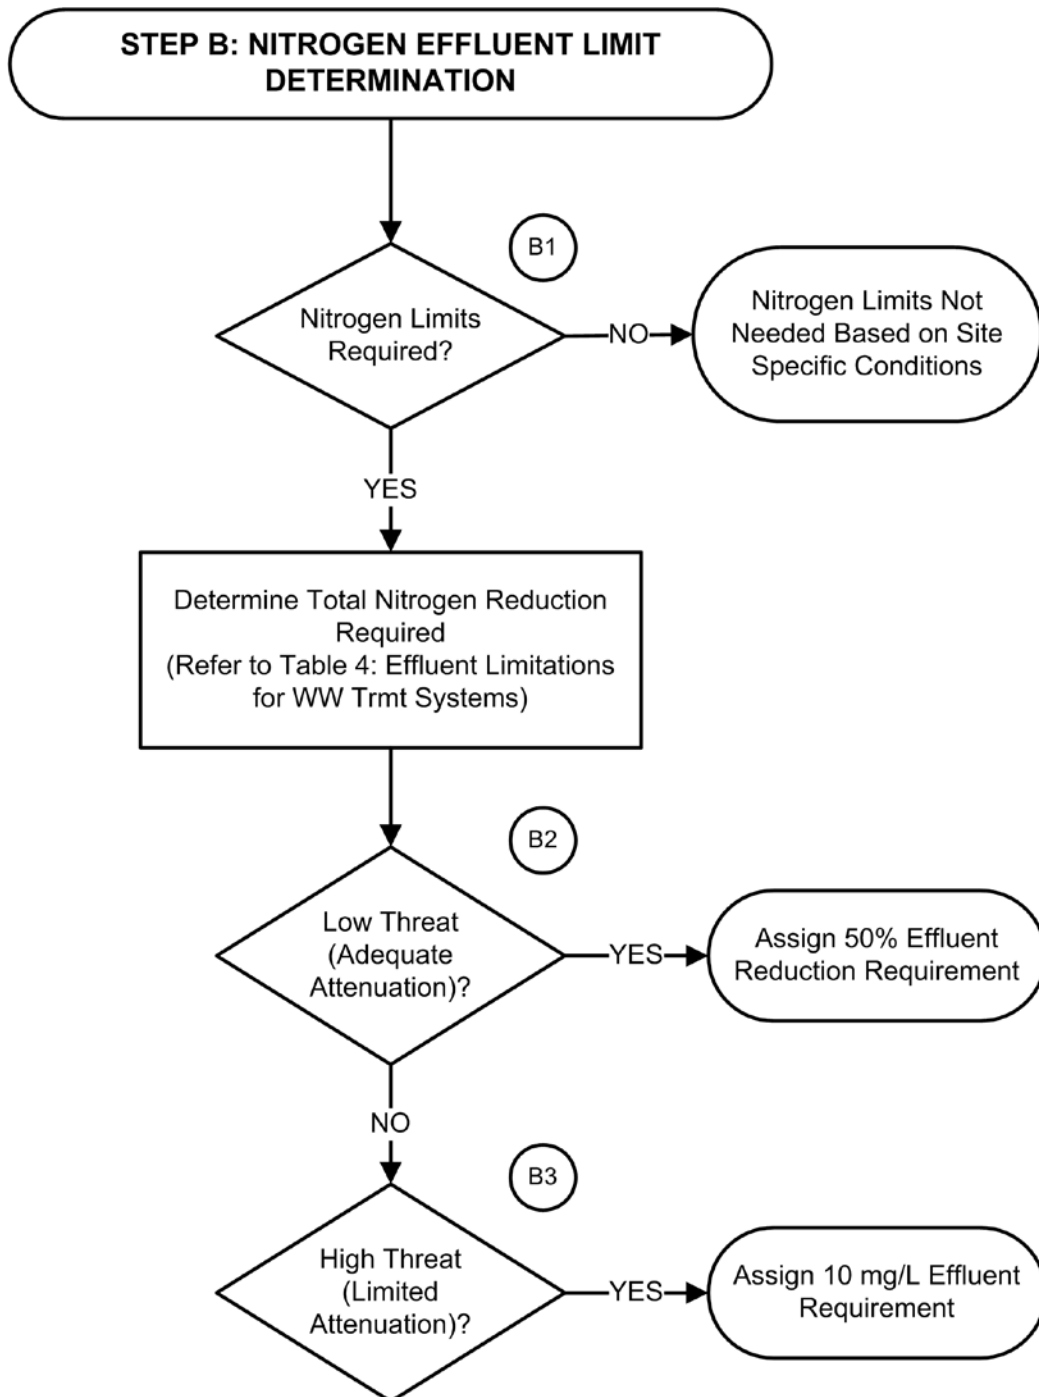 STEP B: NITROGEN EFFLUENT LIMIT
DETERMINATION
B1
Nitrogen Limits
Required?
NO
Nitrogen Limits Not
Needed Based on Site
Specific Conditions
YES
Determine Total Nitrogen Reduction
Required
(Refer to Table 4: Effluent Limitations
for WW Trmt Systems)
B2
Low Threat
(Adequate
Attenuation)?
YES
Assign 50% Effluent
Reduction Requirement
NO
B3
High Threat
(Limited
Attenuation)?
YES
Assign 10 mg/L Effluent
Requirement